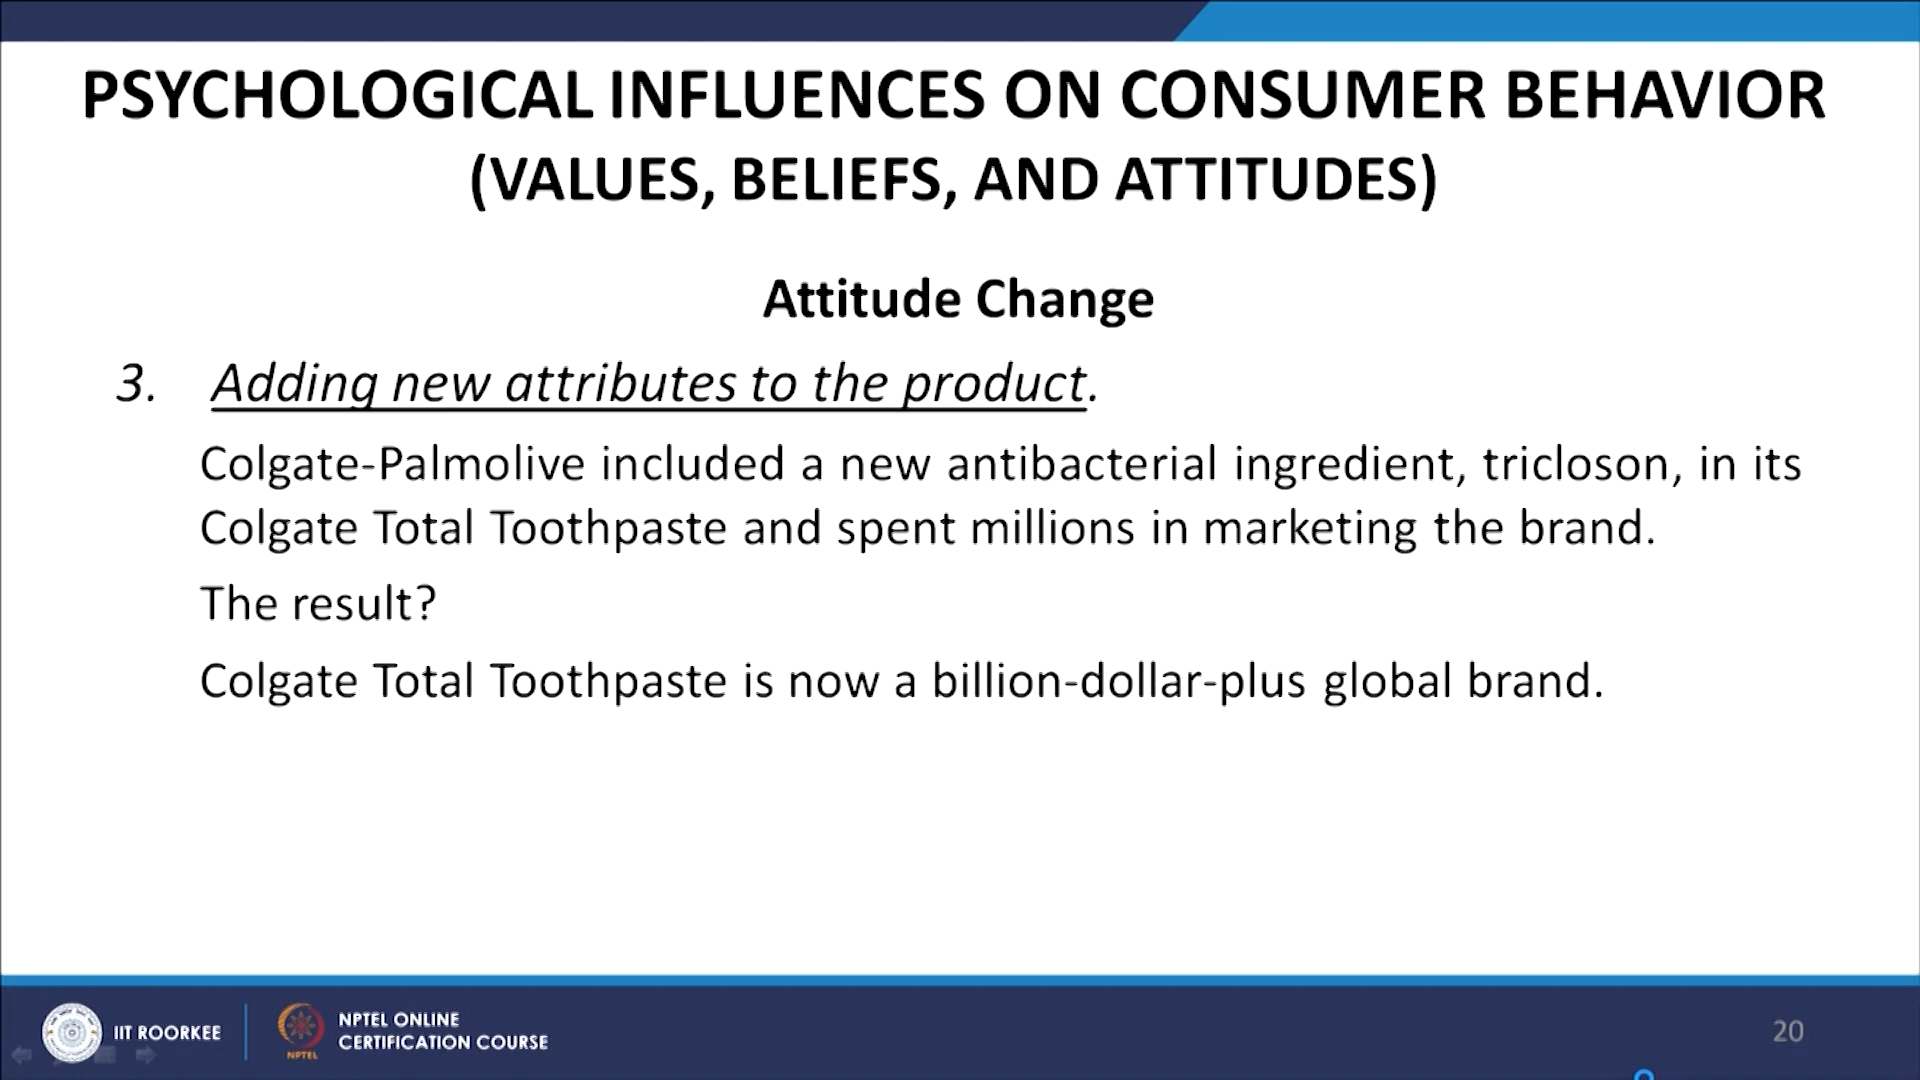 PSYCHOLOGICAL INFLUENCES ON CONSUMER BEHAVIOR
(VALUES, BELIEFS, AND ATTITUDES)
Attitude Change
3. Adding new attributes to the product.
Colgate-Palmolive included a new antibacterial ingredient, tricloson, in its
Colgate Total Toothpaste and spent millions in marketing the brand.
The result?
Colgate Total Toothpaste is now a billion-dollar-plus global brand.
IIT ROORKEE
NPTEL
NPTEL ONLINE
CERTIFICATION COURSE
20